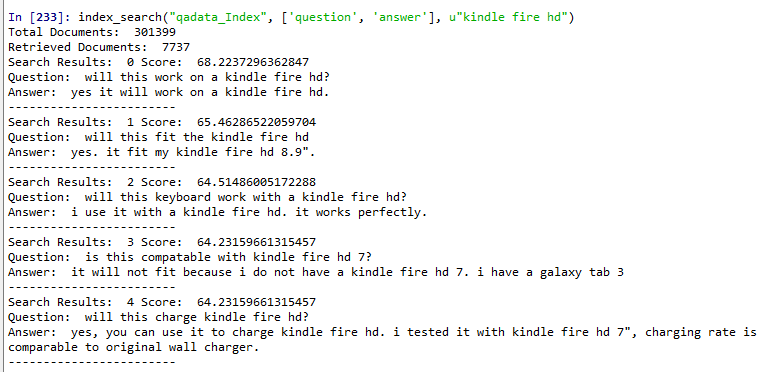 In [233]: index_search("qadata_Index", ['question', 'answer'], u"kindle fire hd")
Total Documents:  301399
Retrieved Documents:  7737
Search Results:  0 Score:  68.2237296362847
Question:  will this work on a kindle fire hd?
Answer:  yes it will work on a kindle fire hd.
------------------------
Search Results:  1 Score:  65.46286522059704
Question:  will this fit the kindle fire hd
Answer:  yes. it fit my kindle fire hd 8.9".
------------------------
Search Results:  2 Score:  64.51486005172288
Question:  will this keyboard work with a kindle fire hd?
Answer:  i use it with a kindle fire hd. it works perfectly.
------------------------
Search Results:  3 Score:  64.23159661315457
Question:  is this compatable with kindle fire hd 7?
Answer:  it will not fit because i do not have a kindle fire hd 7. i have a galaxy tab 3
------------------------
Search Results:  4 Score:  64.23159661315457
Question:  will this charge kindle fire hd?
Answer:  yes, you can use it to charge kindle fire hd. i tested it with kindle fire hd 7", charging rate is
comparable to original wall charger.
------------------------